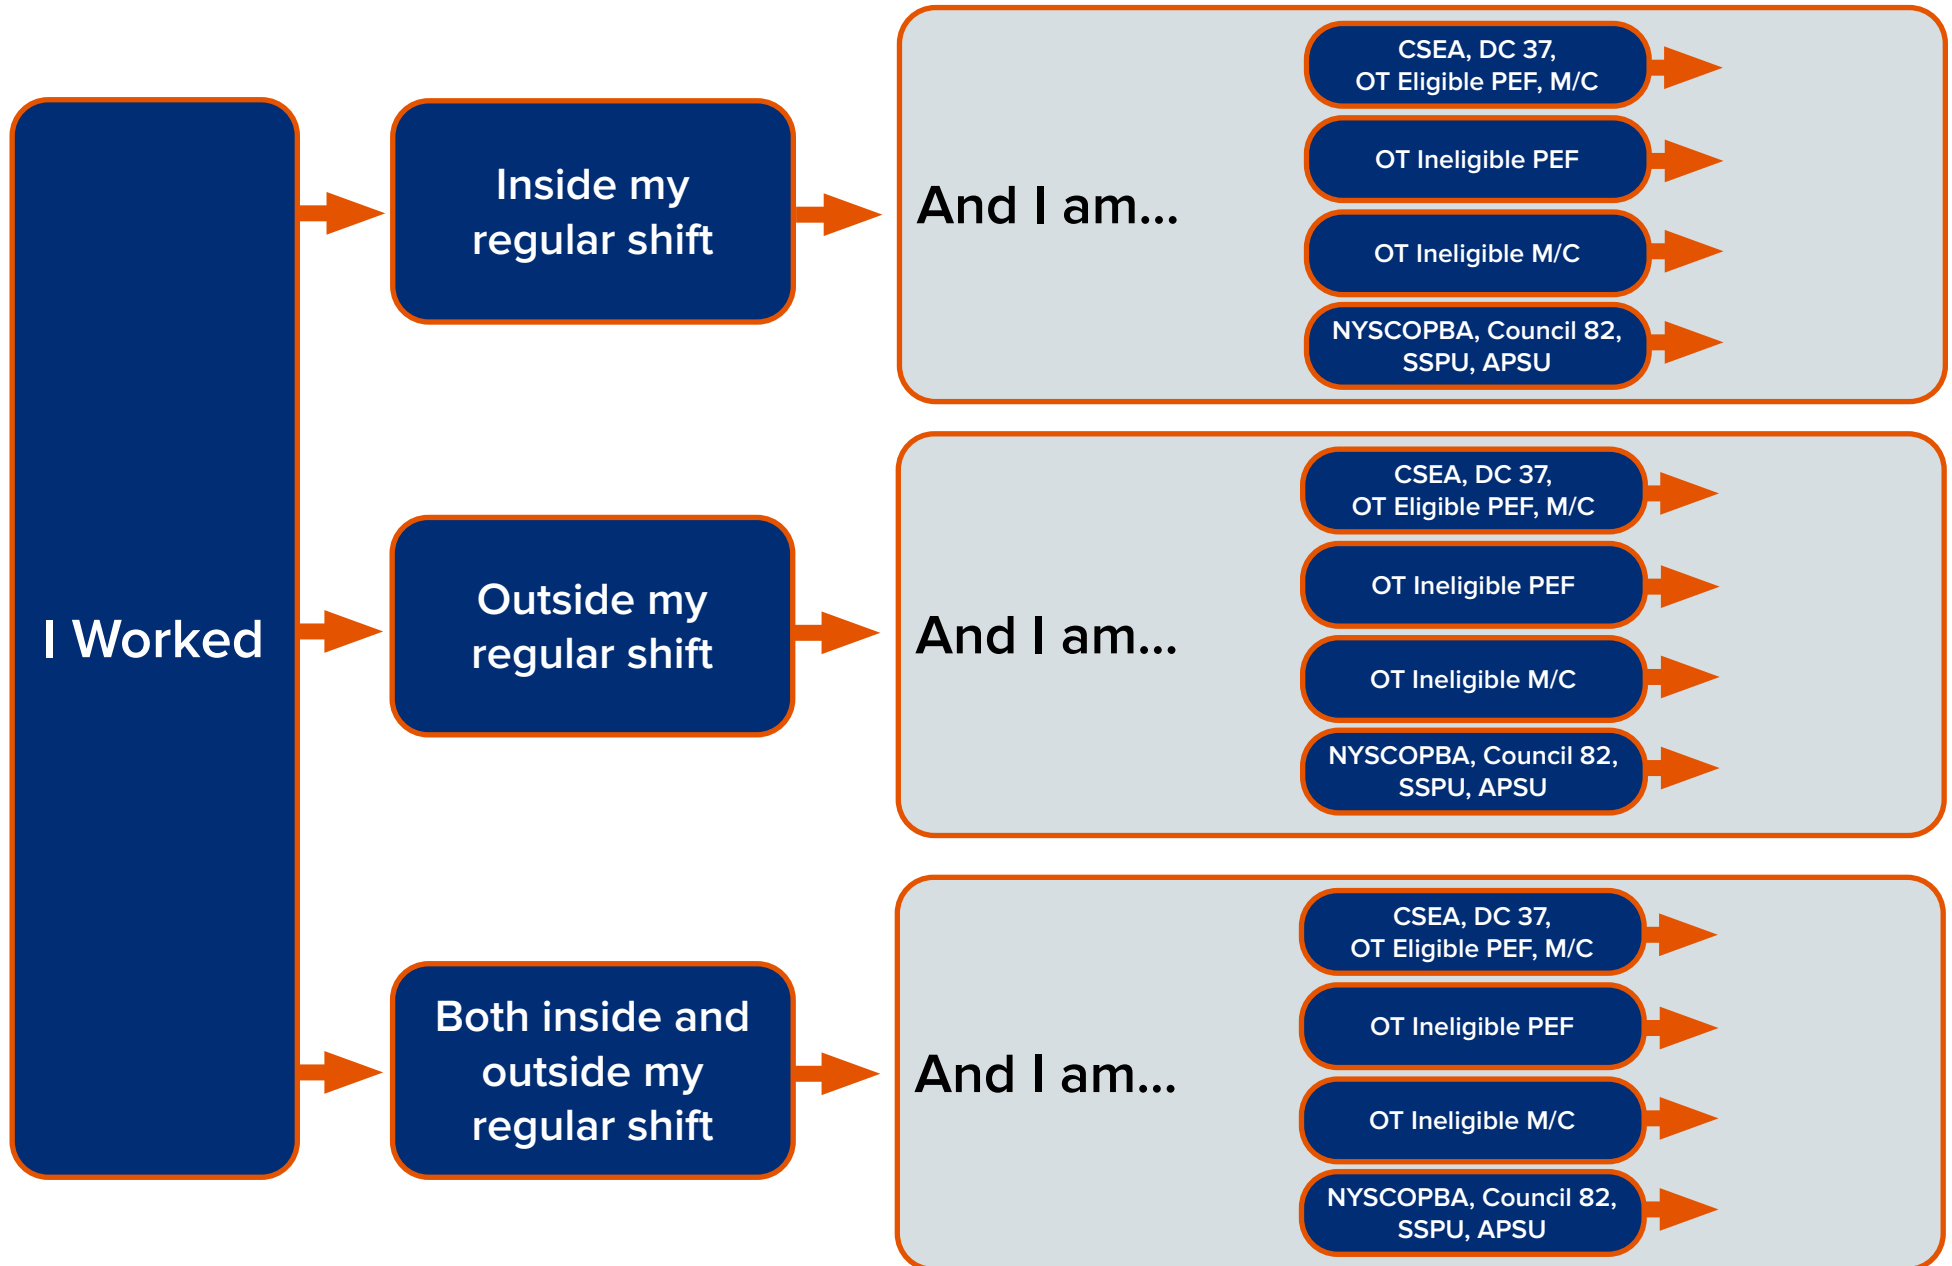 I Worked
Inside my
regular shift
And I am...
CSEA, DC 37,
OT Eligible PEF, M/C
OT Ineligible PEF
OT Ineligible M/C
NYSCOPBA, Council 82,
SSPU, APSU
Outside my
regular shift
And I am...
CSEA, DC 37,
OT Eligible PEF, M/C
OT Ineligible PEF
OT Ineligible M/C
NYSCOPBA, Council 82,
SSPU, APSU
Both inside and
outside my
regular shift
And I am...
CSEA, DC 37,
OT Eligible PEF, M/C
OT Ineligible PEF
OT Ineligible M/C
NYSCOPBA, Council 82,
SSPU, APSU